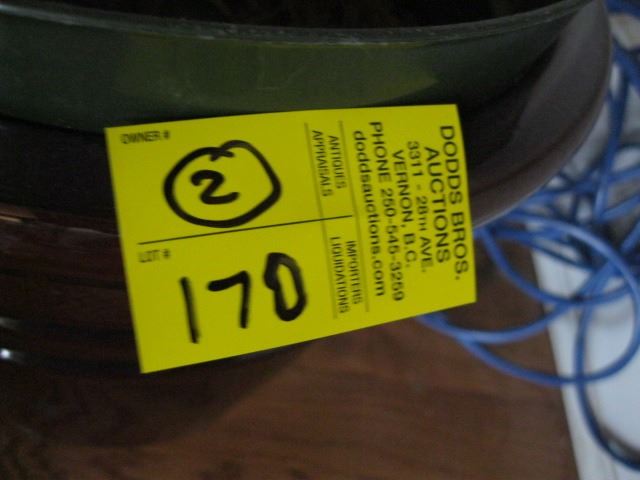 DODDS BROS.
AUCTIONS
3311 - 28TH AVE.
VERNON, B.C.
PHONE 250-545-3259
doddsauctions.com
ANTIQUES
APPRAISALS
IMPORTERS
LIQUIDATIONS
OWNER #
2
LOT #
170